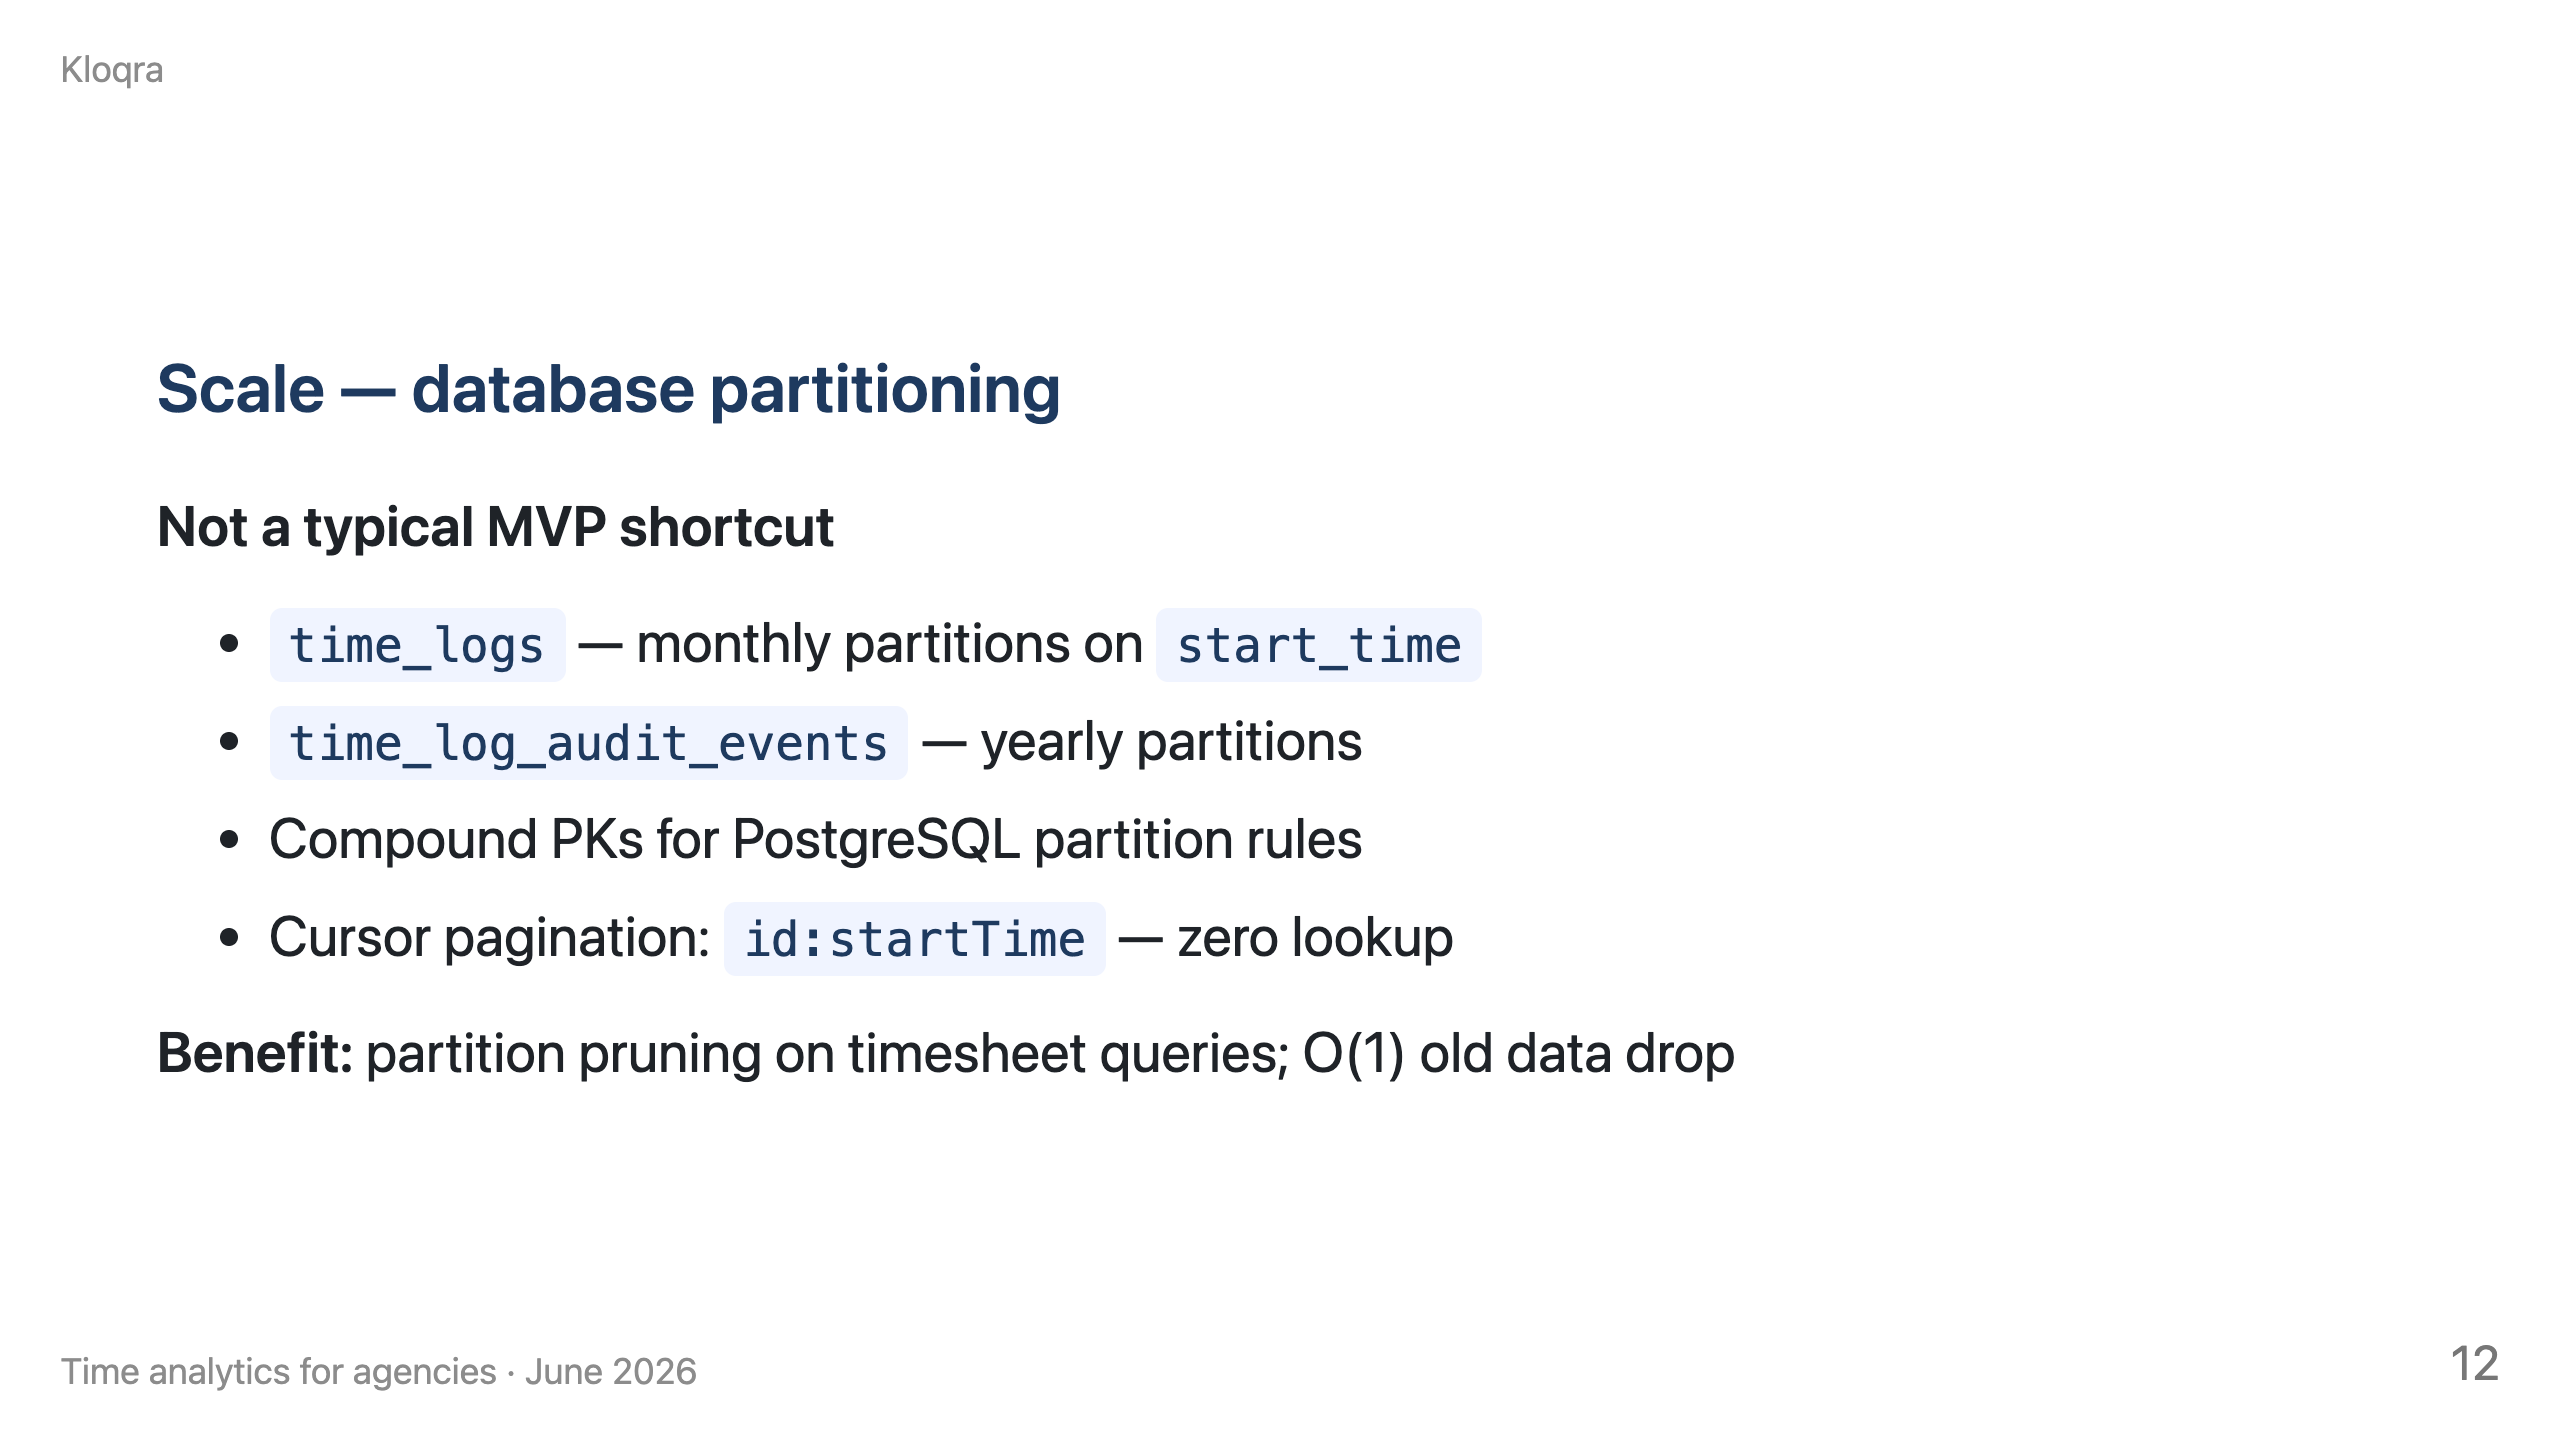 Kloqra
Scale — database partitioning
Not a typical MVP shortcut
• time_logs — monthly partitions on start_time
• time_log_audit_events — yearly partitions
• Compound PKs for PostgreSQL partition rules
• Cursor pagination: id:startTime — zero lookup
Benefit: partition pruning on timesheet queries; O(1) old data drop
Time analytics for agencies · June 2026
12